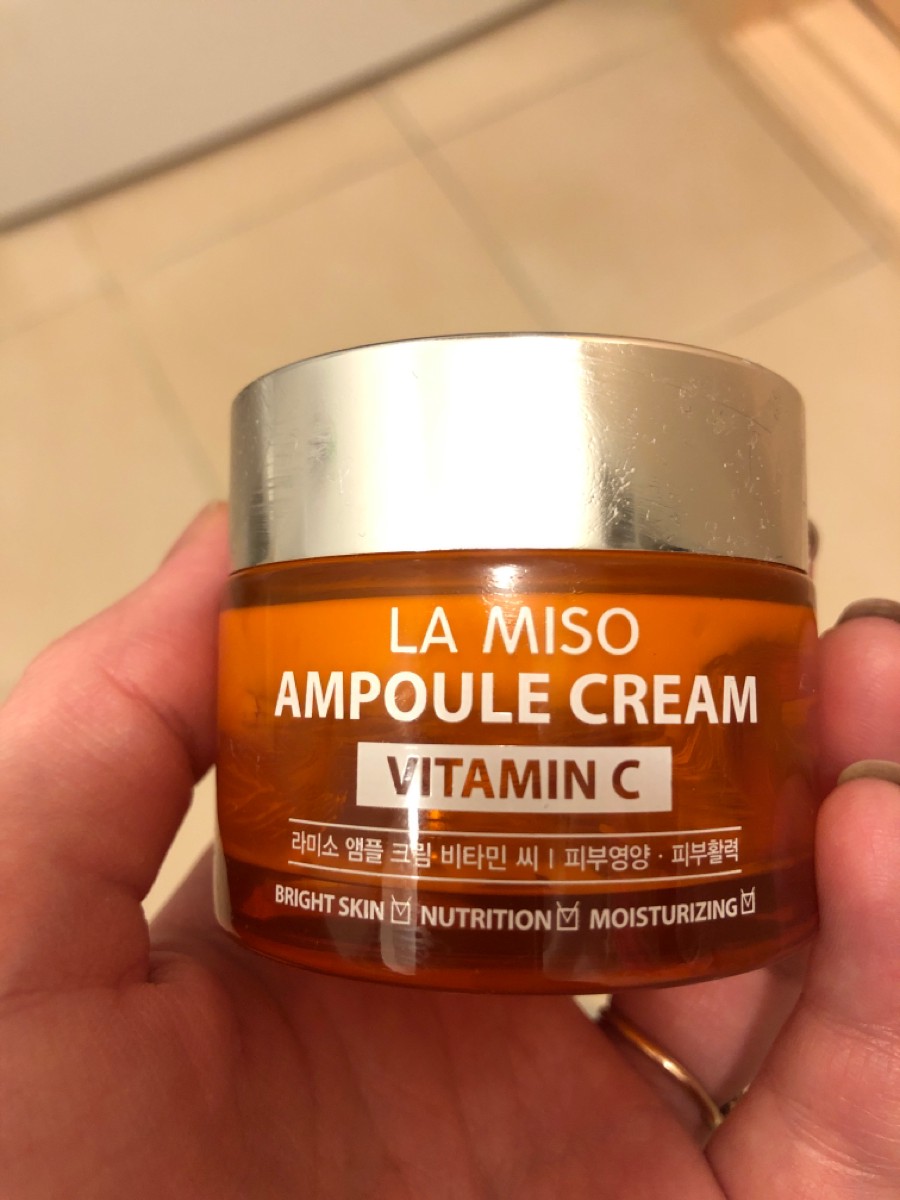 LA MISO
AMPOULE CREAM
VITAMIN C
라미소 앰플 크림 비타민 씨 | 피부영양 · 피부활력
BRIGHT SKIN ☑ NUTRITION ☑ MOISTURIZING ☑